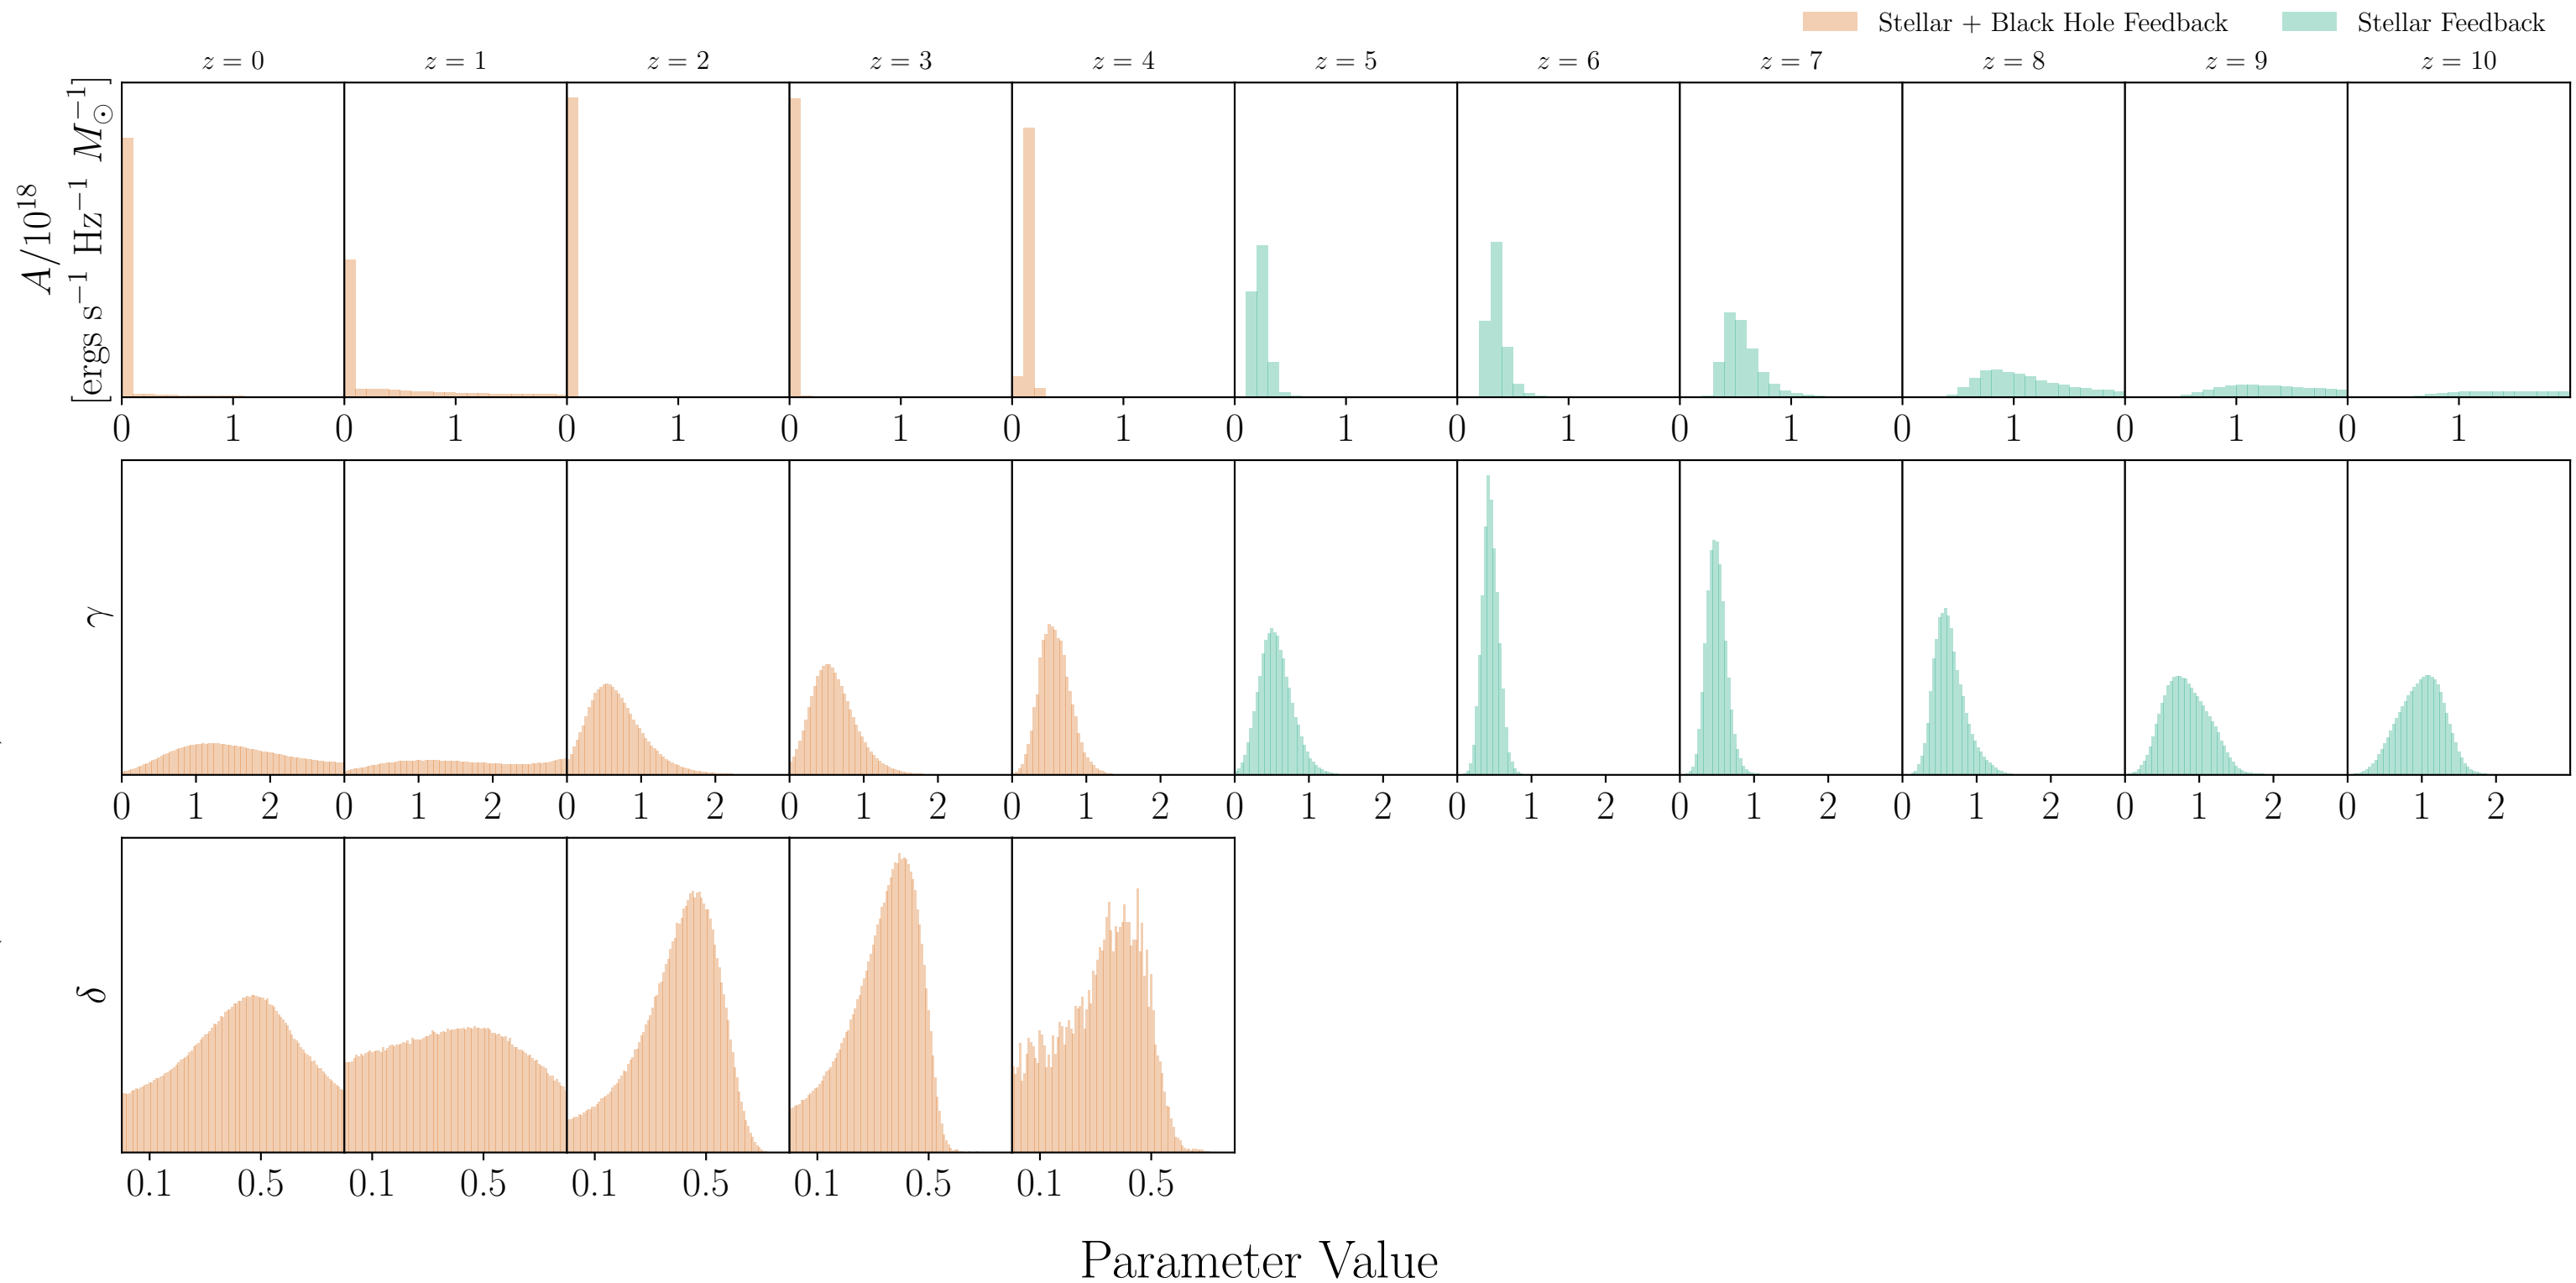 Stellar + Black Hole Feedback Stellar Feedback
z = 0 z = 1 z = 2 z = 3 z = 4 z = 5 z = 6 z = 7 z = 8 z = 9 z = 10
A/10^18
[ergs s^−1 Hz^−1 M_⊙^−1]
0 1 0 1 0 1 0 1 0 1 0 1 0 1 0 1 0 1 0 1 0 1
γ
0 1 2 0 1 2 0 1 2 0 1 2 0 1 2 0 1 2 0 1 2 0 1 2 0 1 2 0 1 2 0 1 2
δ
0.1 0.5 0.1 0.5 0.1 0.5 0.1 0.5 0.1 0.5
Parameter Value